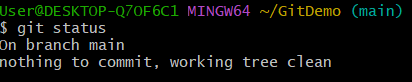 User@DESKTOP-Q7OF6C1 MINGW64 ~/GitDemo (main)
$ git status
On branch main
nothing to commit, working tree clean